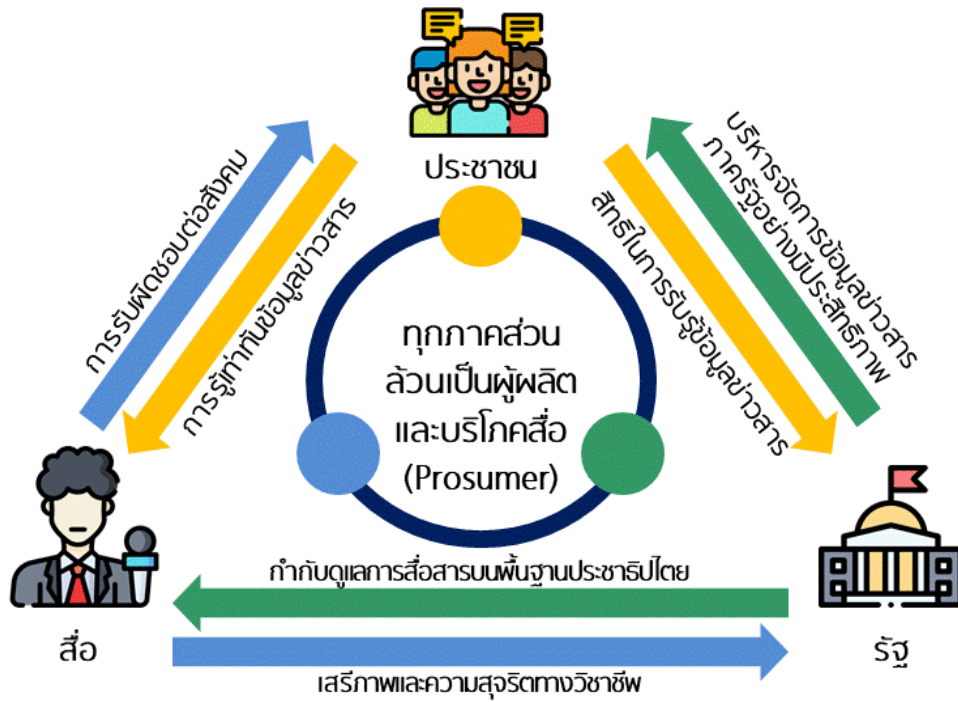 ประชาชน
การรับผิดชอบต่อสังคม
การรู้เท่าทันข้อมูลข่าวสาร
สิทธิในการรับรู้ข้อมูลข่าวสาร
บริหารจัดการข้อมูลข่าวสาร
ภาครัฐอย่างมีประสิทธิภาพ
ทุกภาคส่วน
ล้วนเป็นผู้ผลิต
และบริโภคสื่อ
(Prosumer)
กำกับดูแลการสื่อสารบนพื้นฐานประชาธิปไตย
สื่อ
รัฐ
เสรีภาพและความสุจริตทางวิชาชีพ